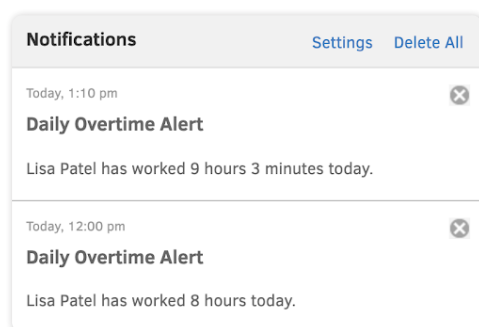 Notifications
Settings Delete All
Today, 1:10 pm
Daily Overtime Alert
Lisa Patel has worked 9 hours 3 minutes today.
Today, 12:00 pm
Daily Overtime Alert
Lisa Patel has worked 8 hours today.